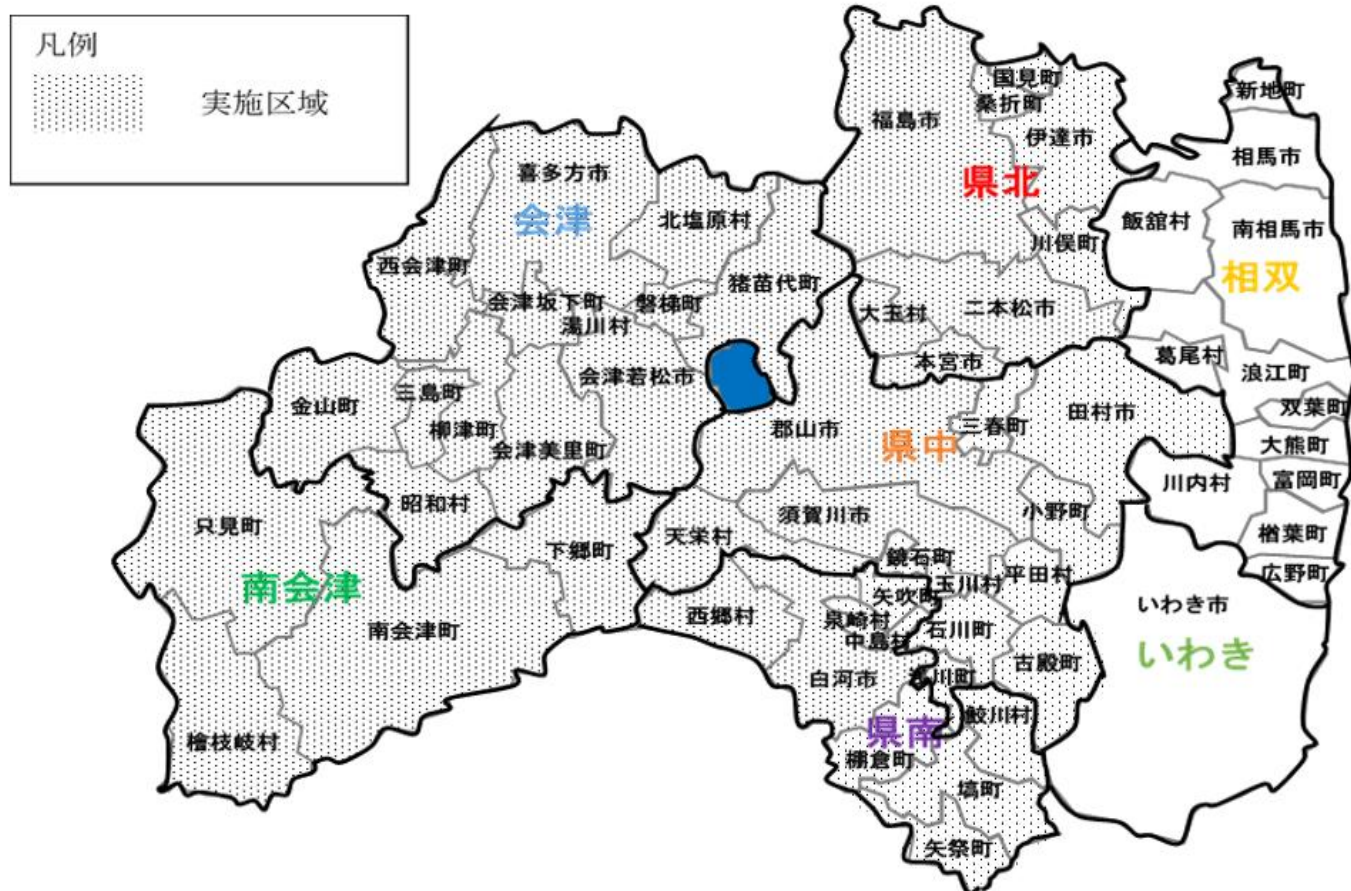 凡例
実施区域
国見町
桑折町
福島市
伊達市
県北
川俣町
二本松市
大玉村
本宮市
新地町
相馬市
飯舘村
南相馬市
相双
葛尾村
浪江町
双葉町
大熊町
川内村
富岡町
楢葉町
広野町
いわき市
いわき
喜多方市
会津
北塩原村
西会津町
猪苗代町
会津坂下町
磐梯町
湯川村
会津若松市
三島町
金山町
柳津町
会津美里町
昭和村
只見町
下郷町
南会津
南会津町
檜枝岐村
郡山市
県中
三春町
田村市
須賀川市
小野町
天栄村
鏡石町
玉川村
平田村
矢吹町
西郷村
泉崎村
中島村
石川町
白河市
古殿町
県南
鮫川村
棚倉町
塙町
矢祭町